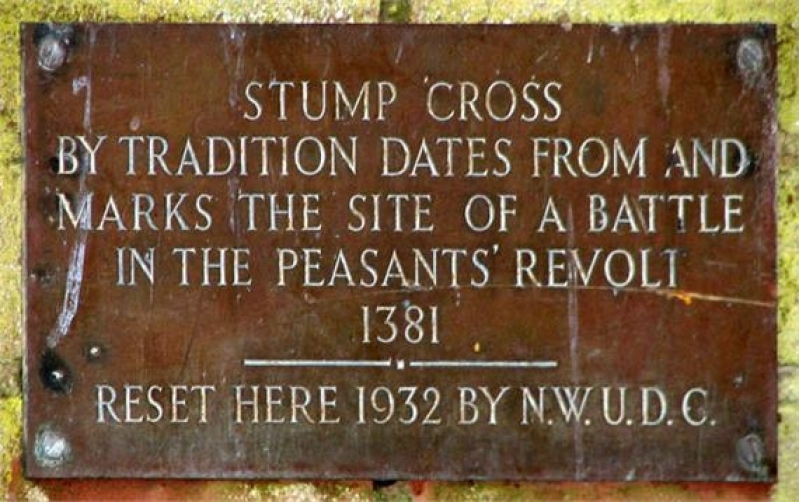 STUMP CROSS
BY TRADITION DATES FROM AND
MARKS THE SITE OF A BATTLE
IN THE PEASANTS' REVOLT
1381
RESET HERE 1932 BY N.W.U.D.C.